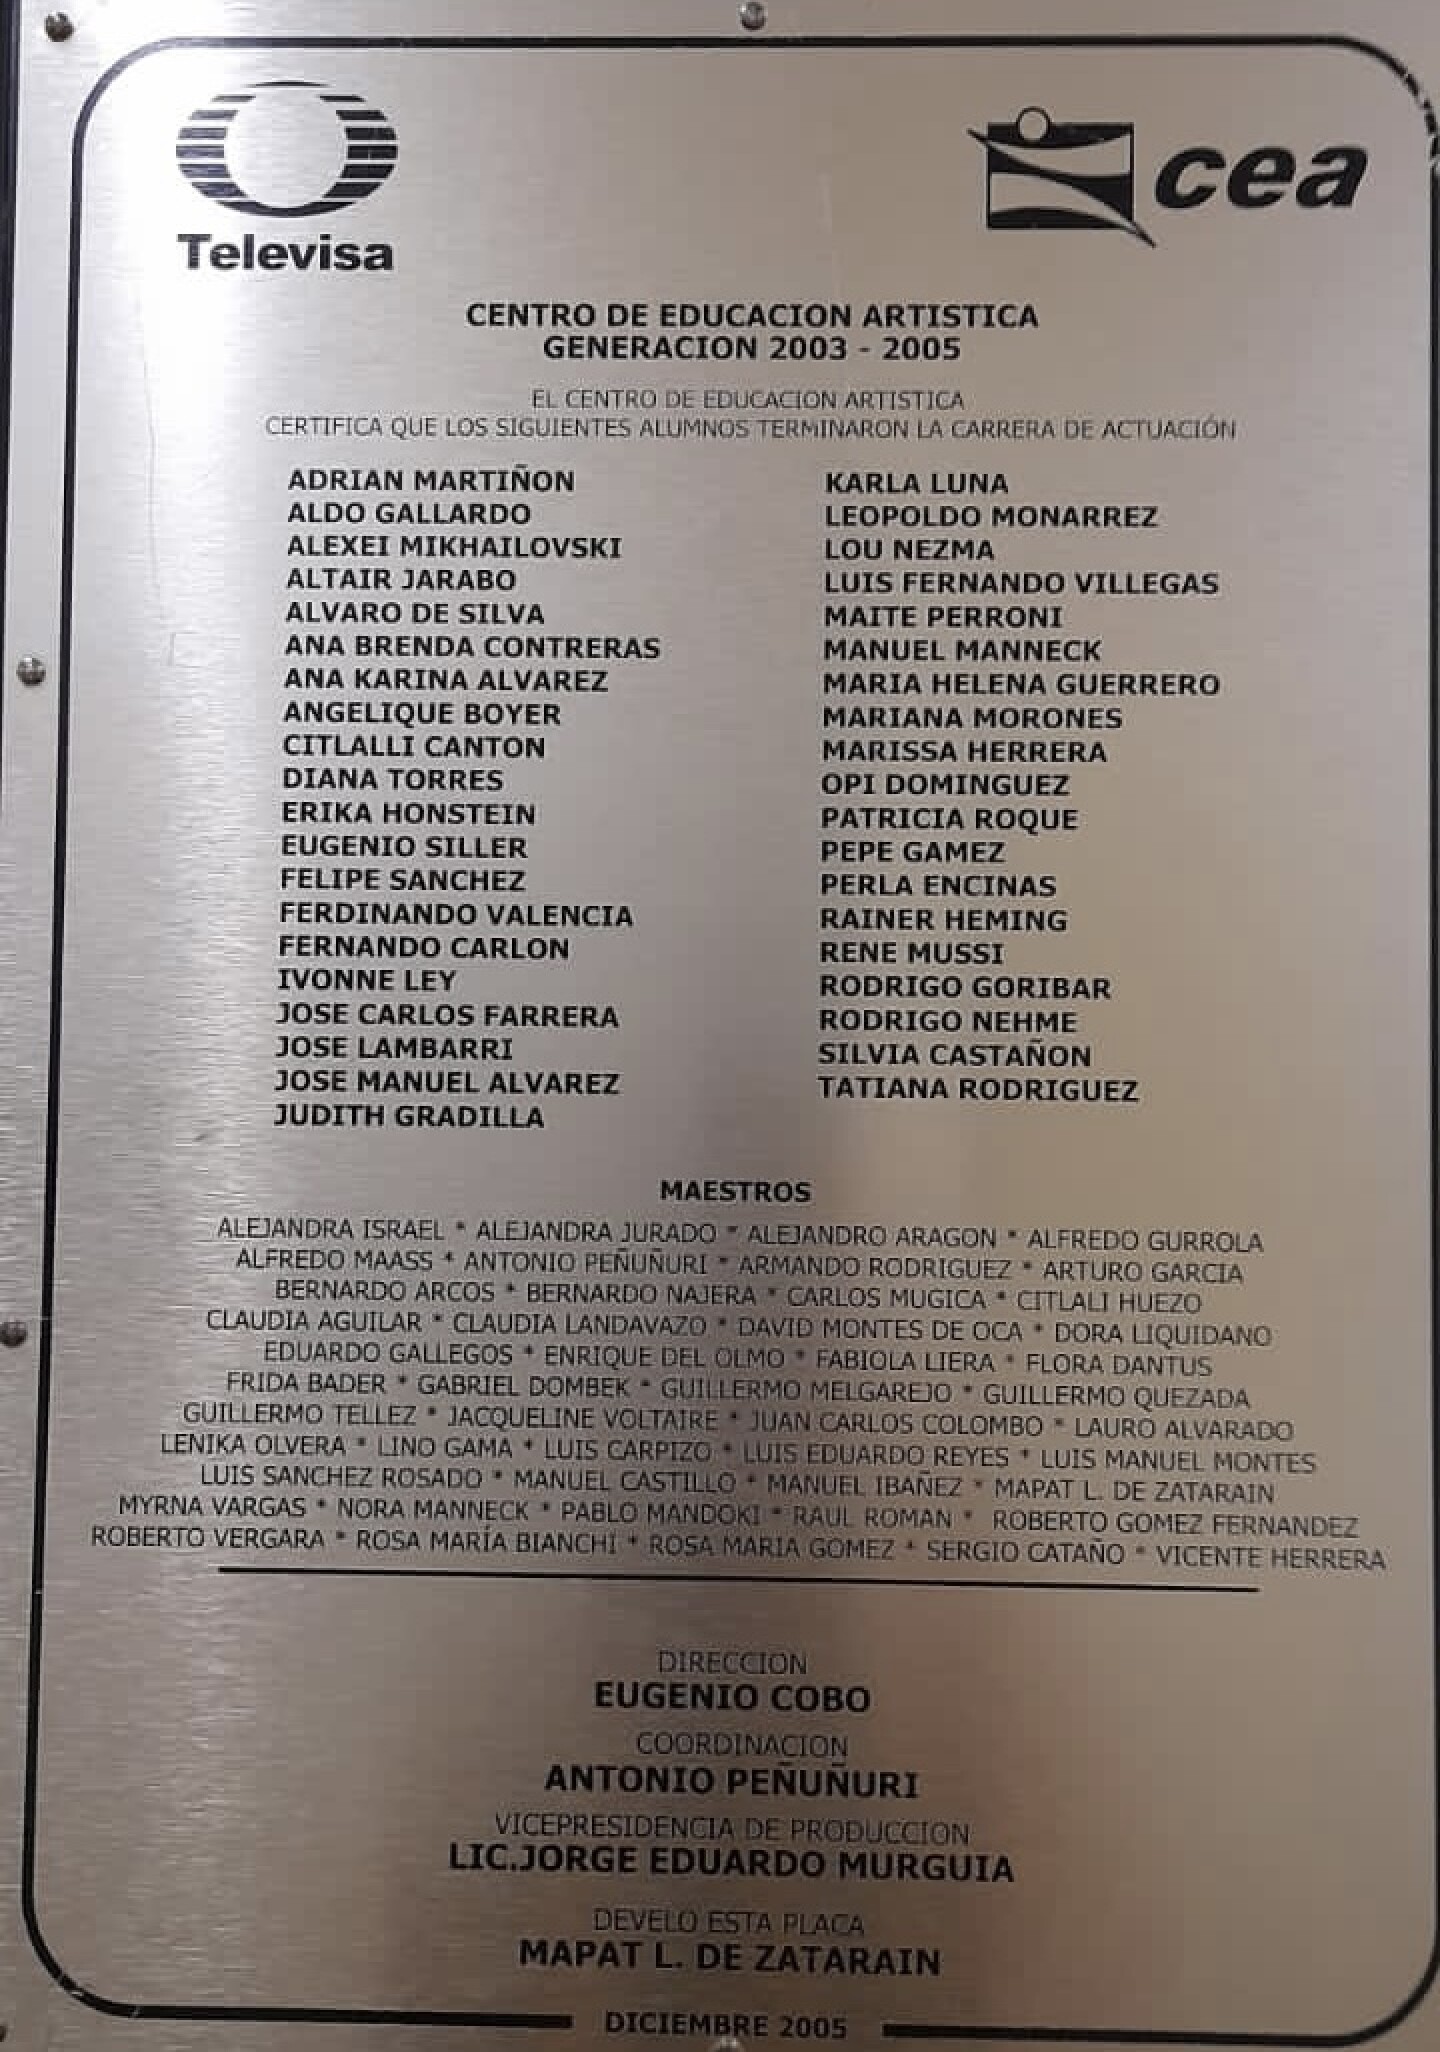 Televisa
cea
CENTRO DE EDUCACION ARTISTICA
GENERACION 2003 - 2005
EL CENTRO DE EDUCACION ARTISTICA
CERTIFICA QUE LOS SIGUIENTES ALUMNOS TERMINARON LA CARRERA DE ACTUACIÓN
ADRIAN MARTIÑON
ALDO GALLARDO
ALEXEI MIKHAILOVSKI
ALTAIR JARABO
ALVARO DE SILVA
ANA BRENDA CONTRERAS
ANA KARINA ALVAREZ
ANGELIQUE BOYER
CITLALLI CANTON
DIANA TORRES
ERIKA HONSTEIN
EUGENIO SILLER
FELIPE SANCHEZ
FERDINANDO VALENCIA
FERNANDO CARLON
IVONNE LEY
JOSE CARLOS FARRERA
JOSE LAMBARRI
JOSE MANUEL ALVAREZ
JUDITH GRADILLA
KARLA LUNA
LEOPOLDO MONARREZ
LOU NEZMA
LUIS FERNANDO VILLEGAS
MAITE PERRONI
MANUEL MANNECK
MARIA HELENA GUERRERO
MARIANA MORONES
MARISSA HERRERA
OPI DOMINGUEZ
PATRICIA ROQUE
PEPE GAMEZ
PERLA ENCINAS
RAINER HEMING
RENE MUSSI
RODRIGO GORIBAR
RODRIGO NEHME
SILVIA CASTAÑON
TATIANA RODRIGUEZ
MAESTROS
ALEJANDRA ISRAEL * ALEJANDRA JURADO * ALEJANDRO ARAGON * ALFREDO GURROLA
ALFREDO MAASS * ANTONIO PEÑUÑURI * ARMANDO RODRIGUEZ * ARTURO GARCIA
BERNARDO ARCOS * BERNARDO NAJERA * CARLOS MUGICA * CITLALI HUEZO
CLAUDIA AGUILAR * CLAUDIA LANDAVAZO * DAVID MONTES DE OCA * DORA LIQUIDANO
EDUARDO GALLEGOS * ENRIQUE DEL OLMO * FABIOLA LIERA * FLORA DANTUS
FRIDA BADER * GABRIEL DOMBEK * GUILLERMO MELGAREJO * GUILLERMO QUEZADA
GUILLERMO TELLEZ * JACQUELINE VOLTAIRE * JUAN CARLOS COLOMBO * LAURO ALVARADO
LENIKA OLVERA * LINO GAMA * LUIS CARPIZO * LUIS EDUARDO REYES * LUIS MANUEL MONTES
LUIS SANCHEZ ROSADO * MANUEL CASTILLO * MANUEL IBAÑEZ * MAPAT L. DE ZATARAIN
MYRNA VARGAS * NORA MANNECK * PABLO MANDOKI * RAUL ROMAN * ROBERTO GOMEZ FERNANDEZ
ROBERTO VERGARA * ROSA MARÍA BIANCHI * ROSA MARIA GOMEZ * SERGIO CATAÑO * VICENTE HERRERA
DIRECCION
EUGENIO COBO
COORDINACION
ANTONIO PEÑUÑURI
VICEPRESIDENCIA DE PRODUCCION
LIC.JORGE EDUARDO MURGUIA
DEVELO ESTA PLACA
MAPAT L. DE ZATARAIN
DICIEMBRE 2005